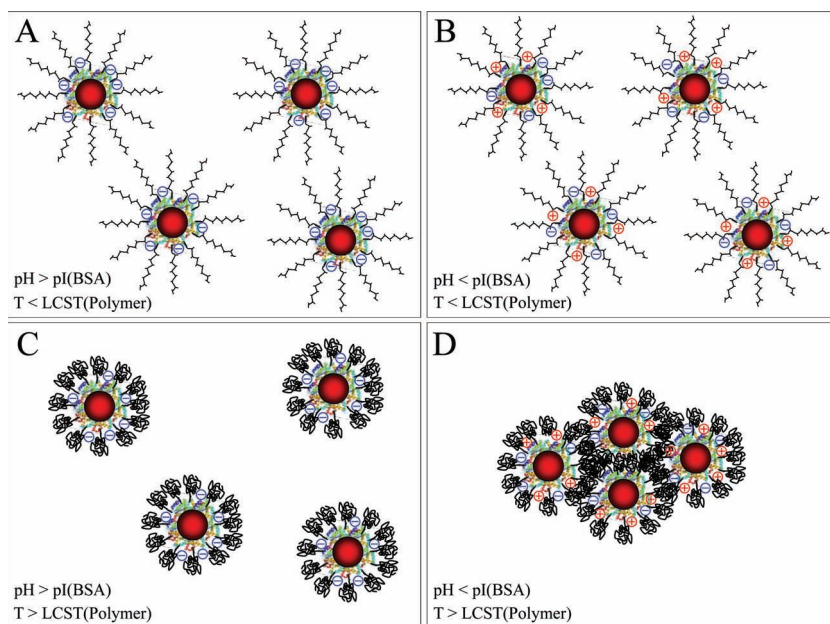 A
pH > pI(BSA)
T < LCST(Polymer)
B
pH < pI(BSA)
T < LCST(Polymer)
C
pH > pI(BSA)
T > LCST(Polymer)
D
pH < pI(BSA)
T > LCST(Polymer)